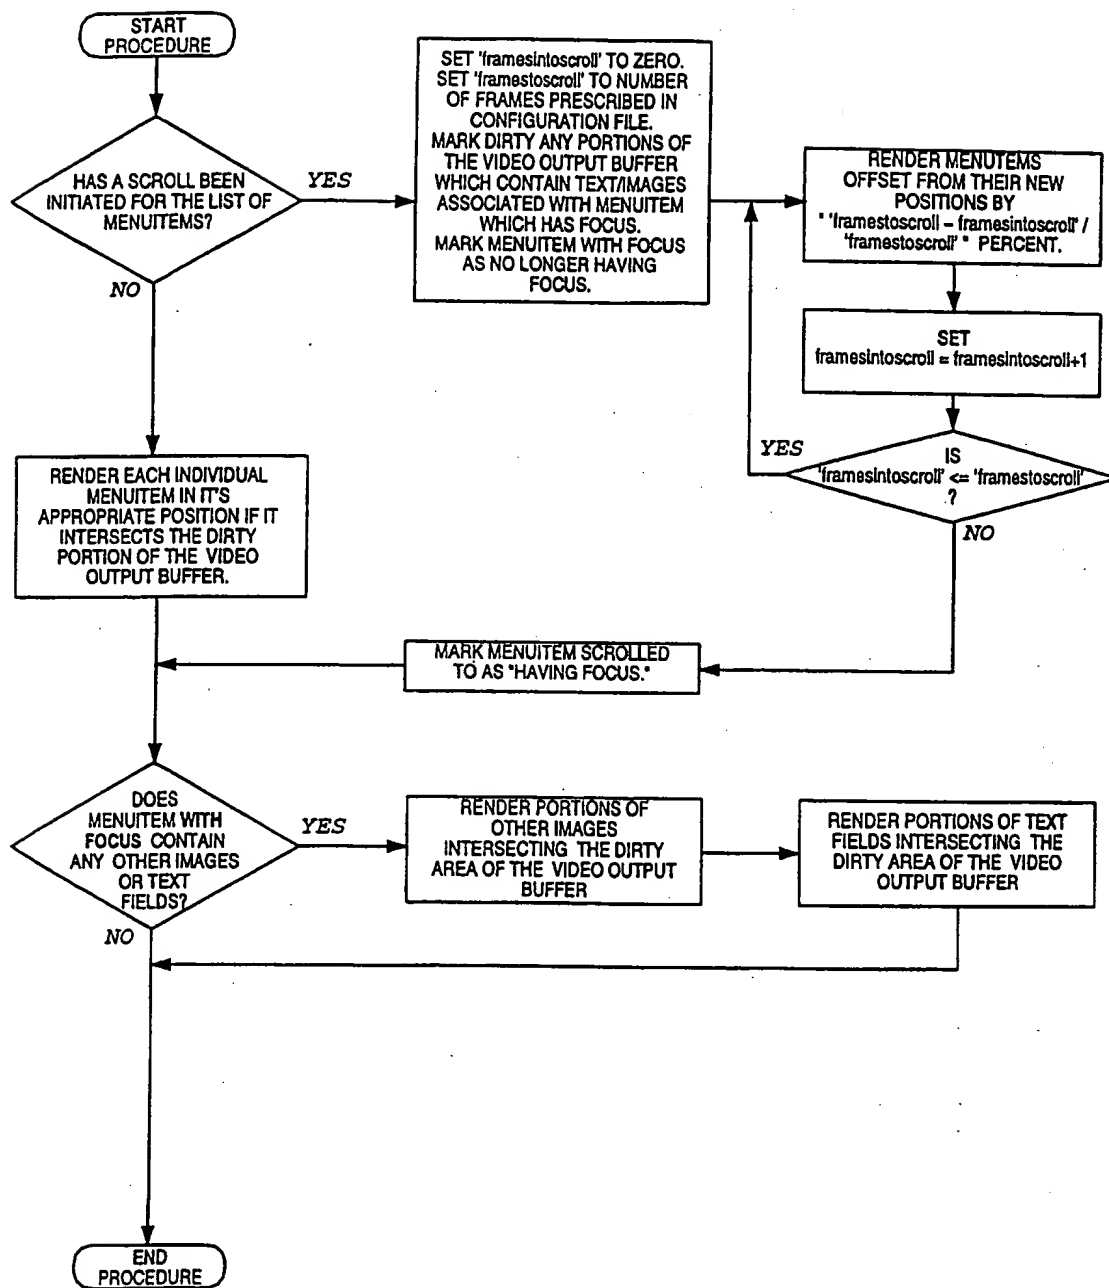 START
PROCEDURE
HAS A SCROLL BEEN
INITIATED FOR THE LIST OF
MENUITEMS?
YES
NO
SET 'framesintoscroll' TO ZERO.
SET 'framestoscroll' TO NUMBER
OF FRAMES PRESCRIBED IN
CONFIGURATION FILE.
MARK DIRTY ANY PORTIONS OF
THE VIDEO OUTPUT BUFFER
WHICH CONTAIN TEXT/IMAGES
ASSOCIATED WITH MENUITEM
WHICH HAS FOCUS.
MARK MENUITEM WITH FOCUS
AS NO LONGER HAVING
FOCUS.
RENDER MENUTEMS
OFFSET FROM THEIR NEW
POSITIONS BY
" 'framestoscroll – framesintoscroll' /
'framestoscroll' " PERCENT.
SET
framesintoscroll = framesintoscroll+1
IS
'framesintoscroll' <= 'framestoscroll'
?
YES
NO
RENDER EACH INDIVIDUAL
MENUITEM IN IT'S
APPROPRIATE POSITION IF IT
INTERSECTS THE DIRTY
PORTION OF THE VIDEO
OUTPUT BUFFER.
MARK MENUITEM SCROLLED
TO AS "HAVING FOCUS."
DOES
MENUITEM WITH
FOCUS CONTAIN
ANY OTHER IMAGES
OR TEXT
FIELDS?
YES
NO
RENDER PORTIONS OF
OTHER IMAGES
INTERSECTING THE DIRTY
AREA OF THE VIDEO OUTPUT
BUFFER
RENDER PORTIONS OF TEXT
FIELDS INTERSECTING THE
DIRTY AREA OF THE VIDEO
OUTPUT BUFFER
END
PROCEDURE